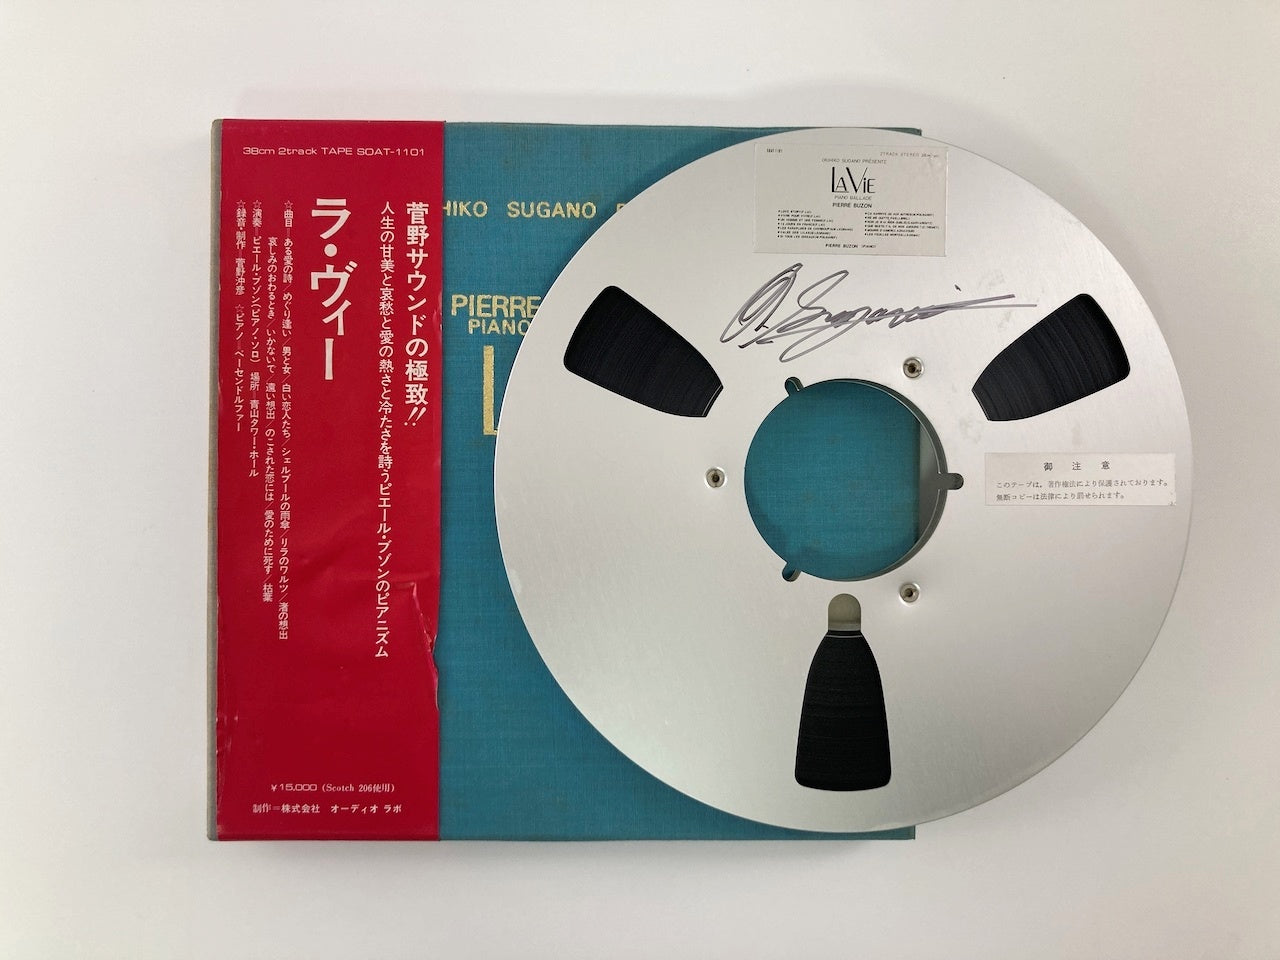 38cm 2track TAPE SOAT-1101
菅野サウンドの極致!!
人生の甘美と哀愁と愛の熱さと冷たさを詩うピエール・ブゾンのピアニズム
ラ・ヴィー
☆曲目=ある愛の詩/めぐり逢い/男と女/白い恋人たち/シェルブールの雨傘/リラのワルツ/渚の想出
哀しみのおわるとき/いかないで/遠い想出/のこされた恋には/愛のために死す/枯葉
☆演奏=ピエール・ブゾン(ピアノ・ソロ) 場所=青山タワー・ホール
☆録音・制作 菅野沖彦 ☆ピアノ=ベーゼンドルファー
¥15,000 (Scotch 206使用)
制作=株式会社 オーディオ ラボ
HIKO SUGANO P
PIERRE
PIANO
L
SOAT-1101
2TRACK STEREO 38
OKIHIKO SUGANO PRÉSENTE
LA VIE
PIANO BALLADE
PIERRE BUZON
PIERRE BUZON (PIANO)
O. Sugano
御注意
このテープは、著作権法により保護されております。
無断コピーは法律により罰せられます。